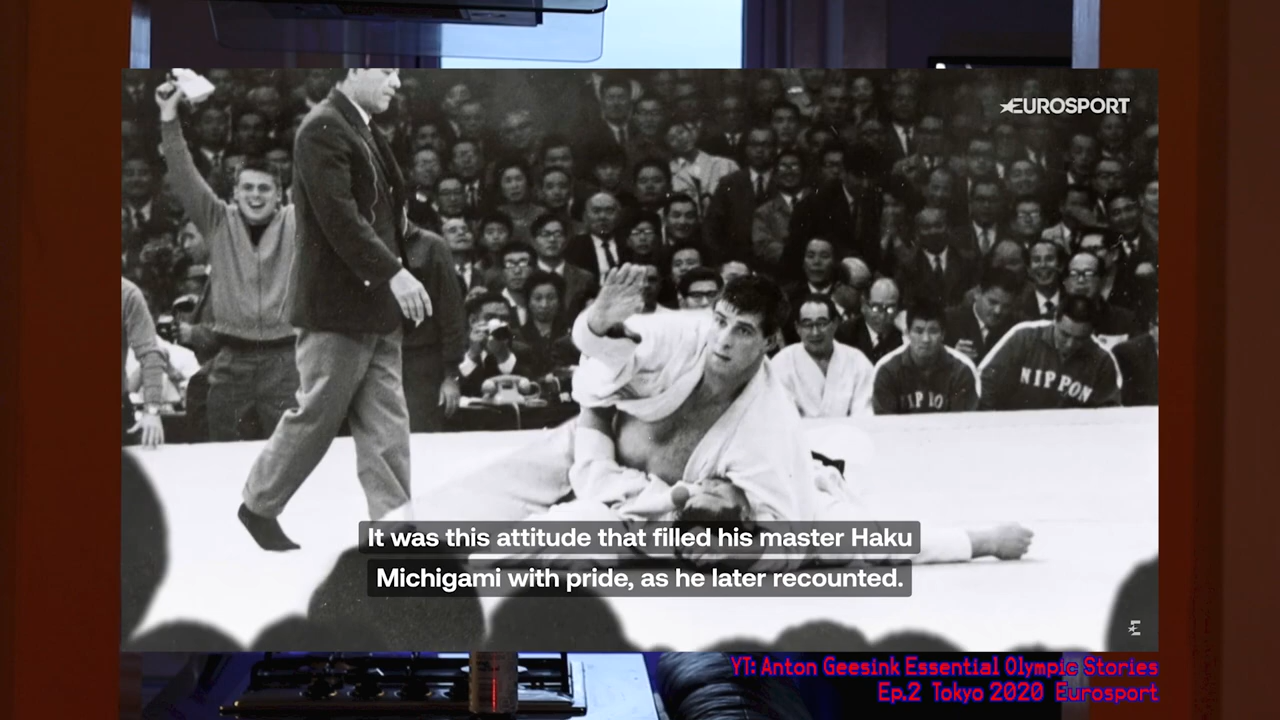 EUROSPORT
NIPPON
It was this attitude that filled his master Haku
Michigami with pride, as he later recounted.
YT: Anton Geesink Essential Olympic Stories
Ep.2 Tokyo 2020 Eurosport